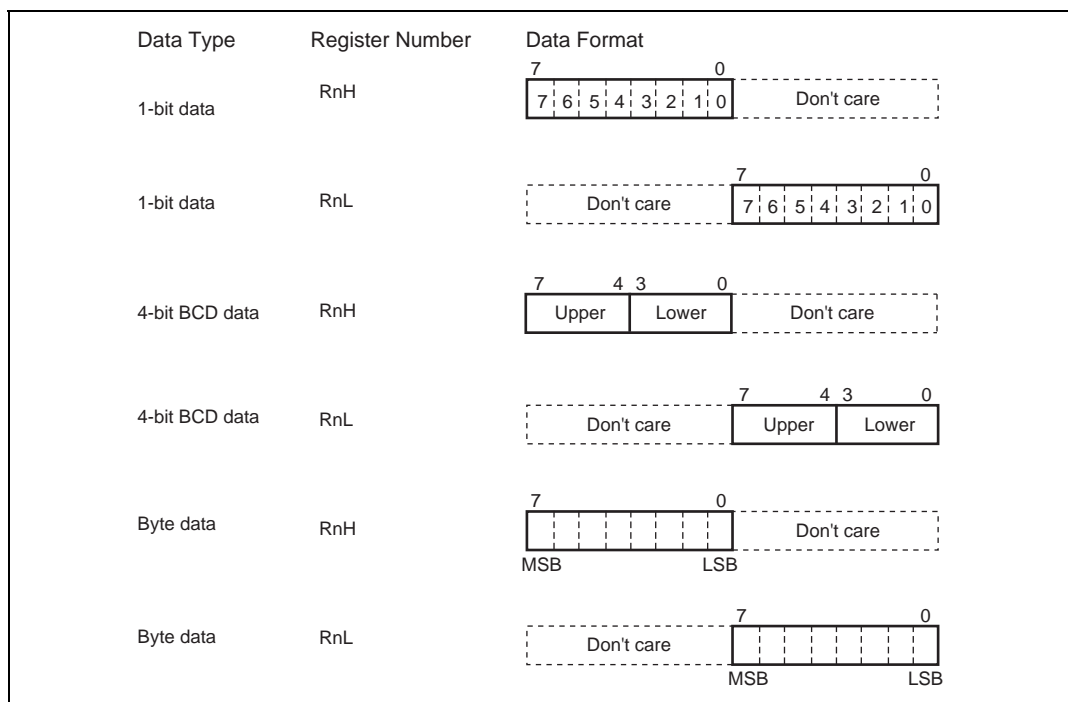 Data Type Register Number Data Format
7 0
1-bit data RnH 7 6 5 4 3 2 1 0 Don't care
7 0
1-bit data RnL Don't care 7 6 5 4 3 2 1 0
7 4 3 0
4-bit BCD data RnH Upper Lower Don't care
7 4 3 0
4-bit BCD data RnL Don't care Upper Lower
7 0
Byte data RnH Don't care
MSB LSB
7 0
Byte data RnL Don't care
MSB LSB